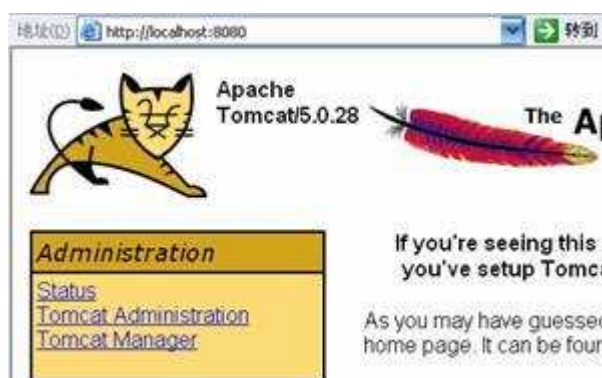 地址(D) http://localhost:8080 转到
Apache
Tomcat/5.0.28
The Ap
Administration
Status
Tomcat Administration
Tomcat Manager
If you're seeing this
you've setup Tomca
As you may have guessed
home page. It can be four